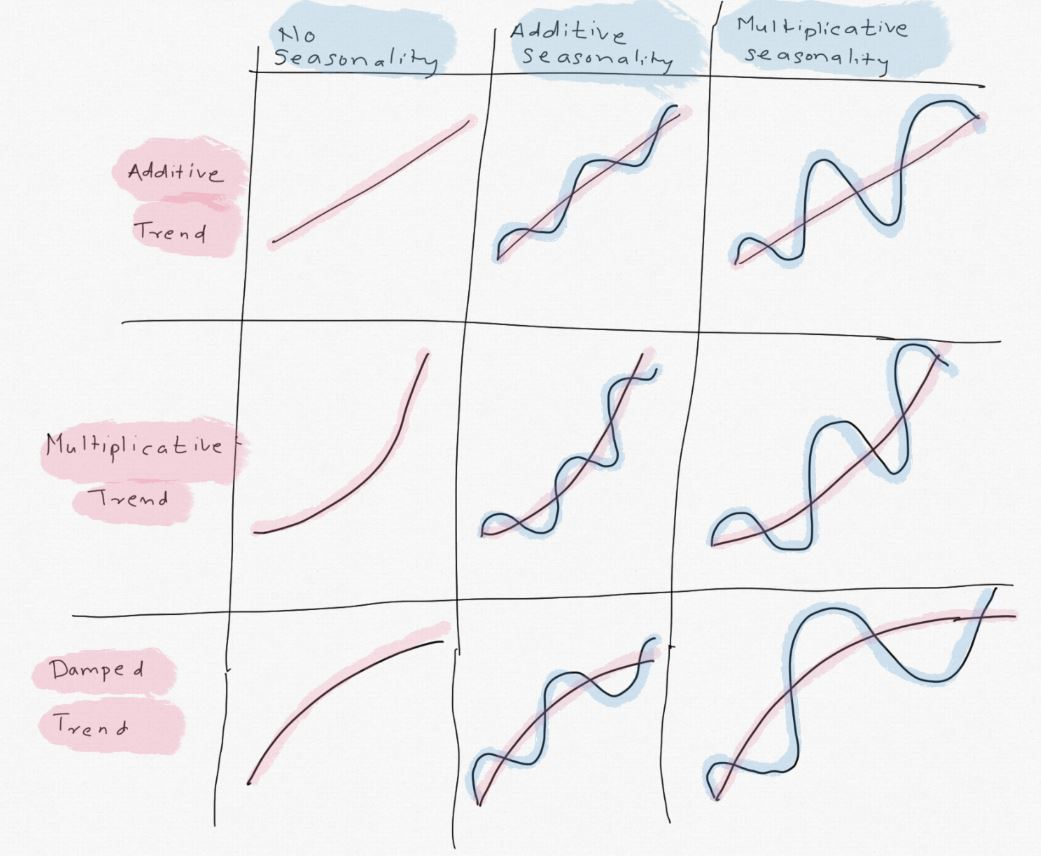 No
Seasonality
Additive
Seasonality
Multiplicative
seasonality
Additive
Trend
Multiplicative
Trend
Damped
Trend